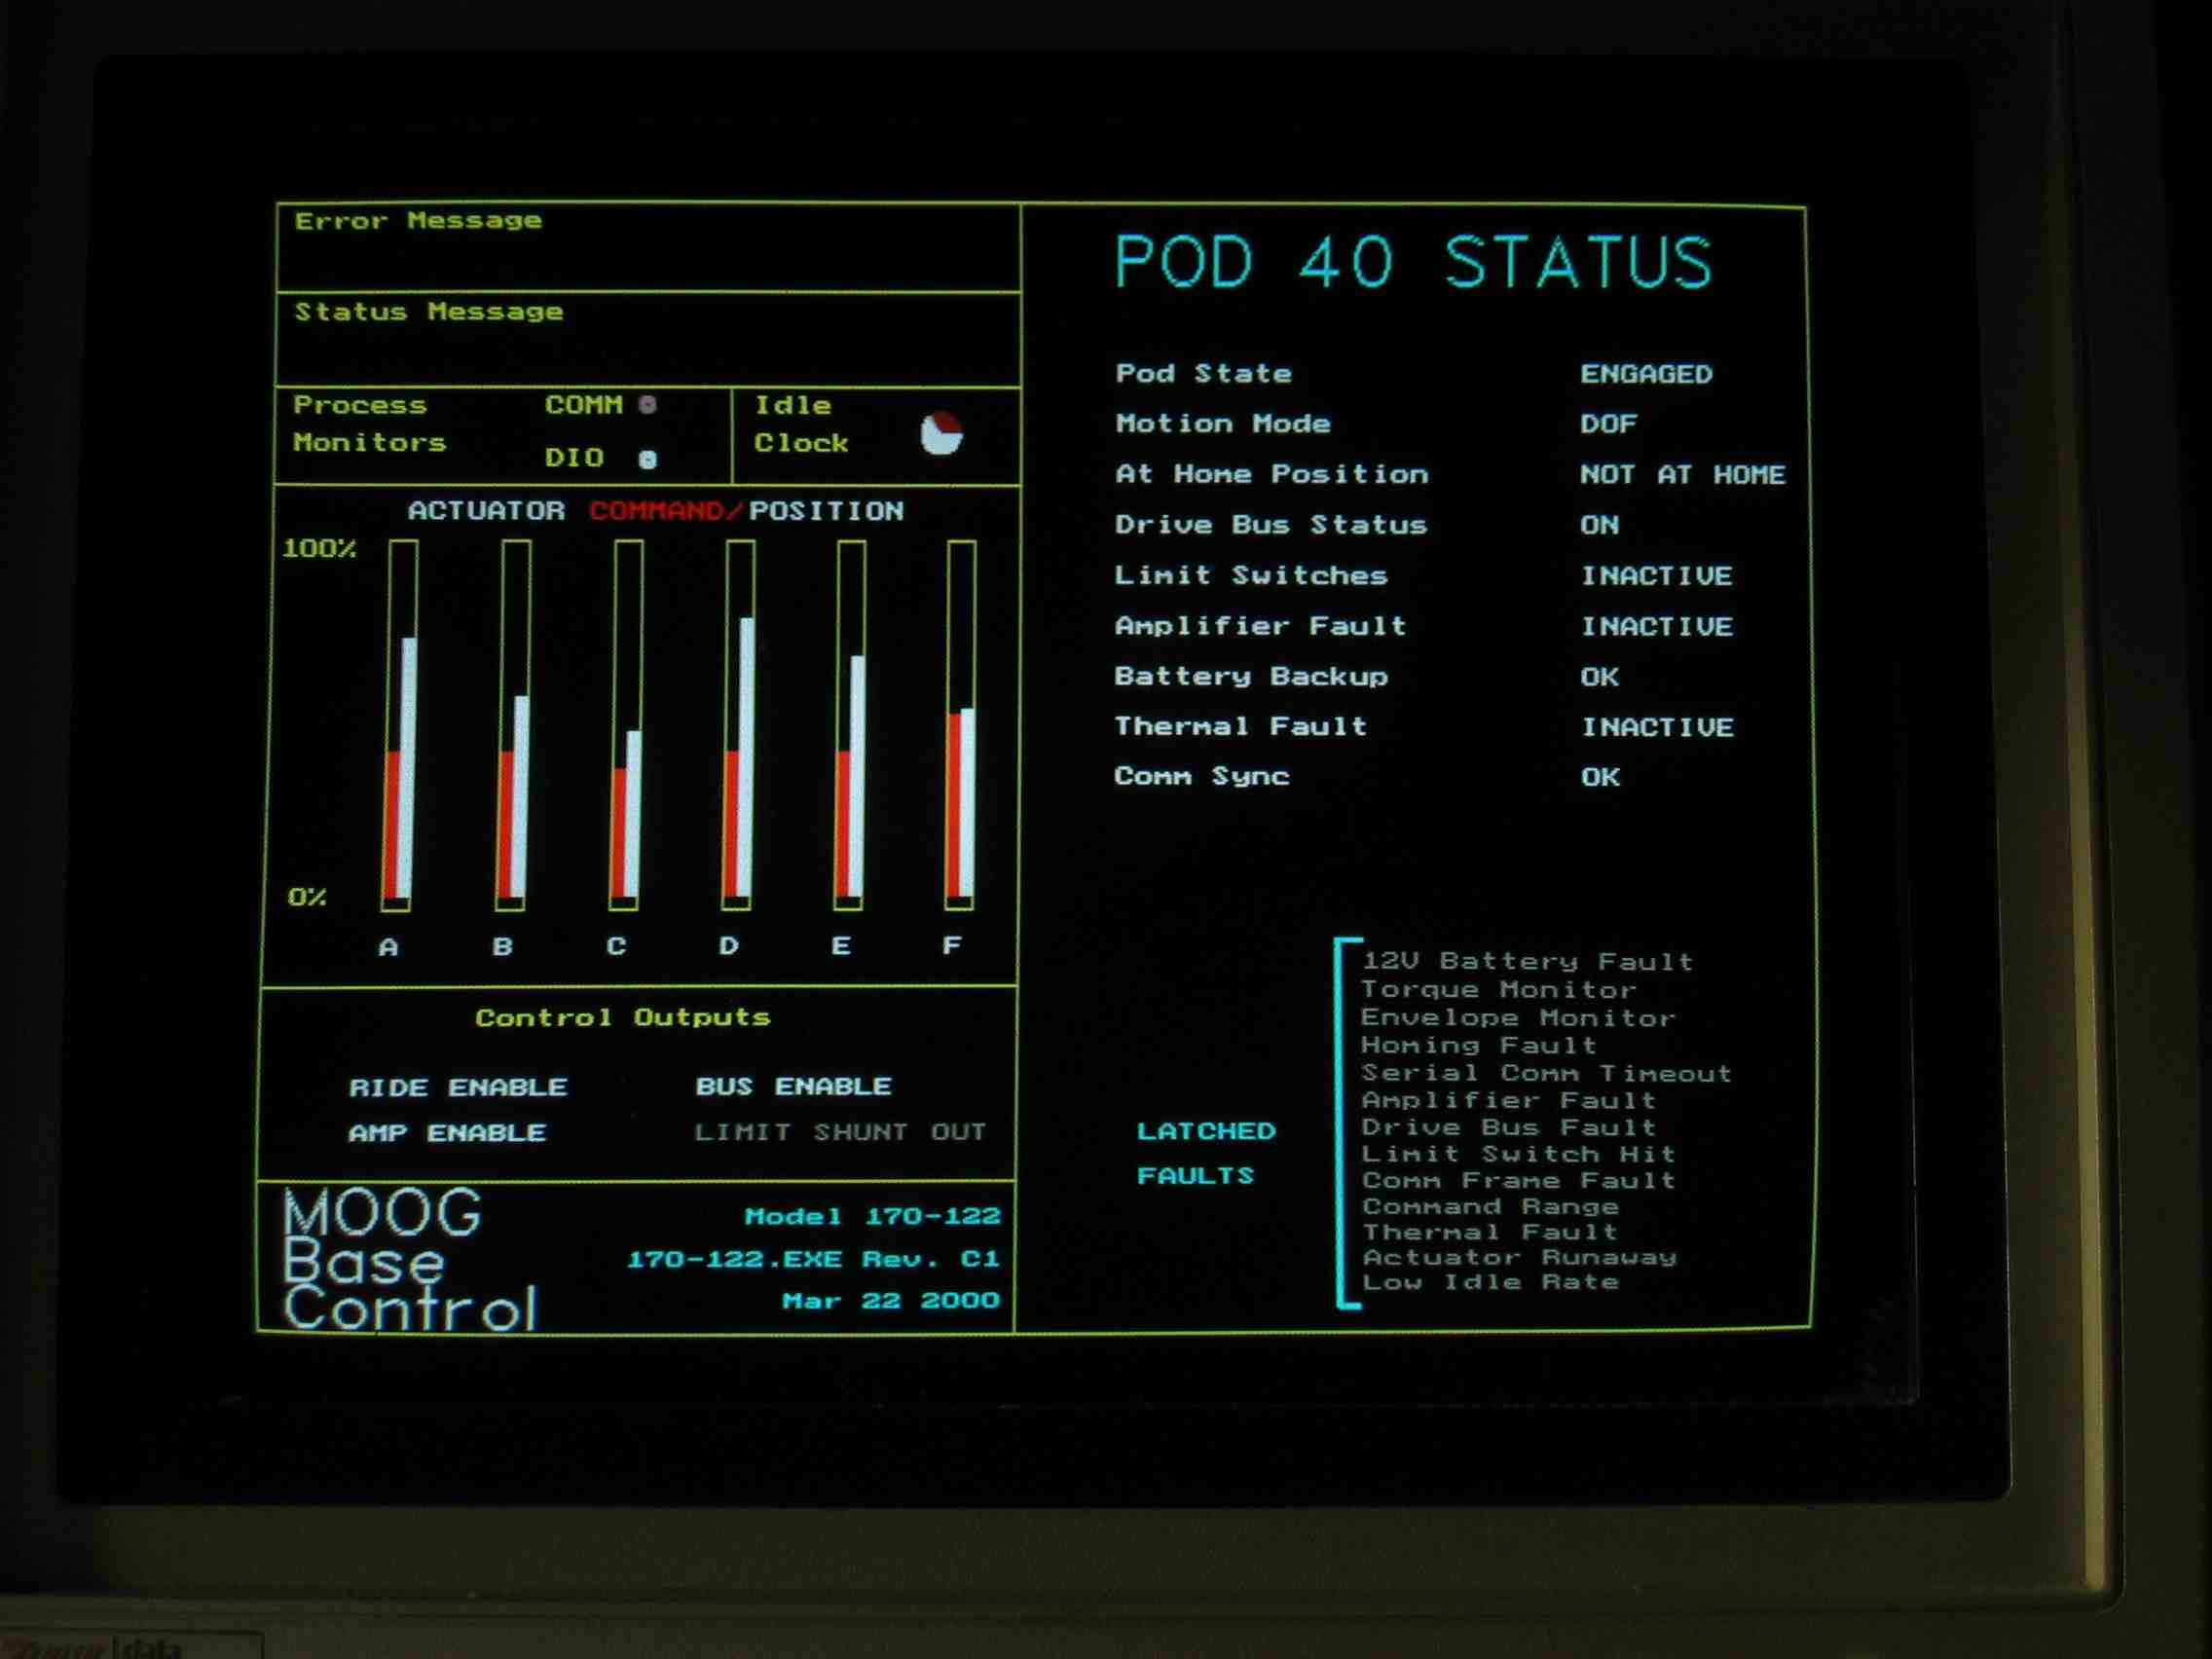 Error Message
Status Message
Process Monitors
COMM
DIO
Idle Clock
ACTUATOR COMMAND/POSITION
100%
0%
A B C D E F
Control Outputs
RIDE ENABLE BUS ENABLE
AMP ENABLE LIMIT SHUNT OUT
MOOG
Base
Control
Model 170-122
170-122.EXE Rev. C1
Mar 22 2000
POD 40 STATUS
Pod State ENGAGED
Motion Mode DOF
At Home Position NOT AT HOME
Drive Bus Status ON
Limit Switches INACTIVE
Amplifier Fault INACTIVE
Battery Backup OK
Thermal Fault INACTIVE
Comm Sync OK
LATCHED
FAULTS
12V Battery Fault
Torque Monitor
Envelope Monitor
Homing Fault
Serial Comm Timeout
Amplifier Fault
Drive Bus Fault
Limit Switch Hit
Comm Frame Fault
Command Range
Thermal Fault
Actuator Runaway
Low Idle Rate
data